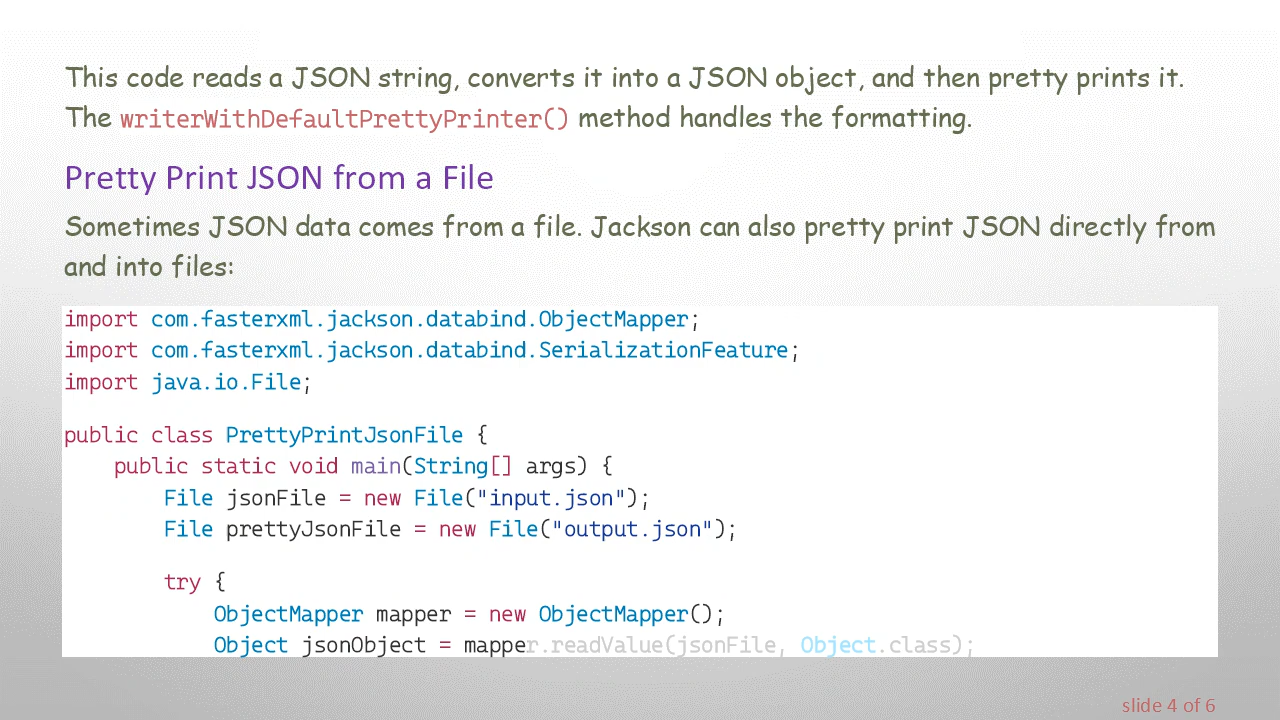 This code reads a JSON string, converts it into a JSON object, and then pretty prints it.
The writerWithDefaultPrettyPrinter() method handles the formatting.
Pretty Print JSON from a File
Sometimes JSON data comes from a file. Jackson can also pretty print JSON directly from
and into files:
import com.fasterxml.jackson.databind.ObjectMapper;
import com.fasterxml.jackson.databind.SerializationFeature;
import java.io.File;
public class PrettyPrintJsonFile {
    public static void main(String[] args) {
        File jsonFile = new File("input.json");
        File prettyJsonFile = new File("output.json");
        try {
            ObjectMapper mapper = new ObjectMapper();
            Object jsonObject = mapper.readValue(jsonFile, Object.class);
slide 4 of 6